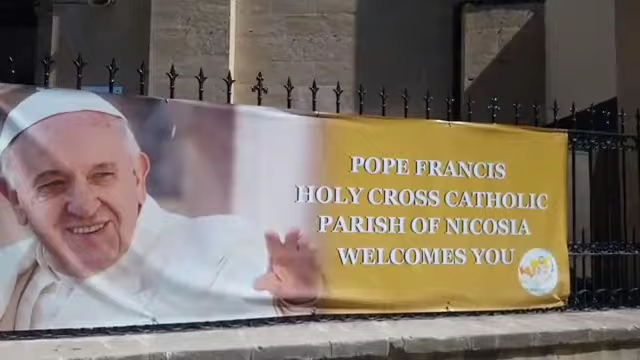 POPE FRANCIS
HOLY CROSS CATHOLIC
PARISH OF NICOSIA
WELCOMES YOU